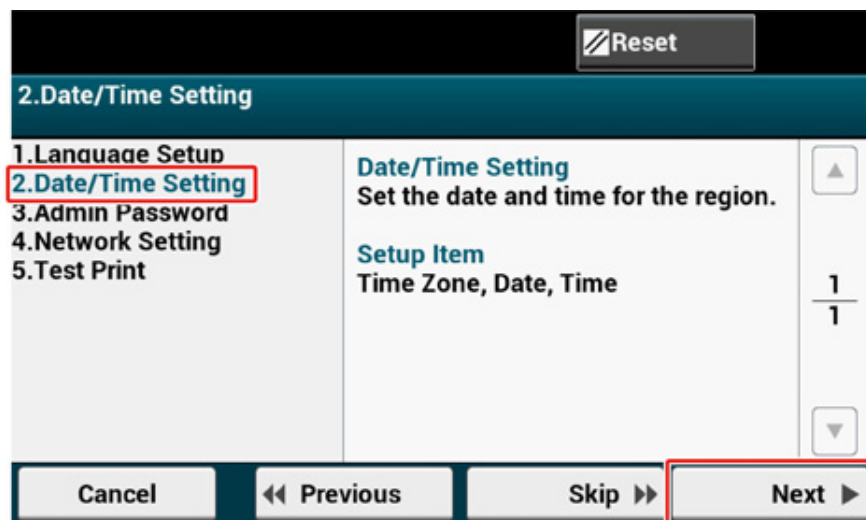 Reset
2.Date/Time Setting
1.Language Setup
2.Date/Time Setting
3.Admin Password
4.Network Setting
5.Test Print
Date/Time Setting
Set the date and time for the region.
Setup Item
Time Zone, Date, Time
1
1
Cancel
Previous
Skip
Next